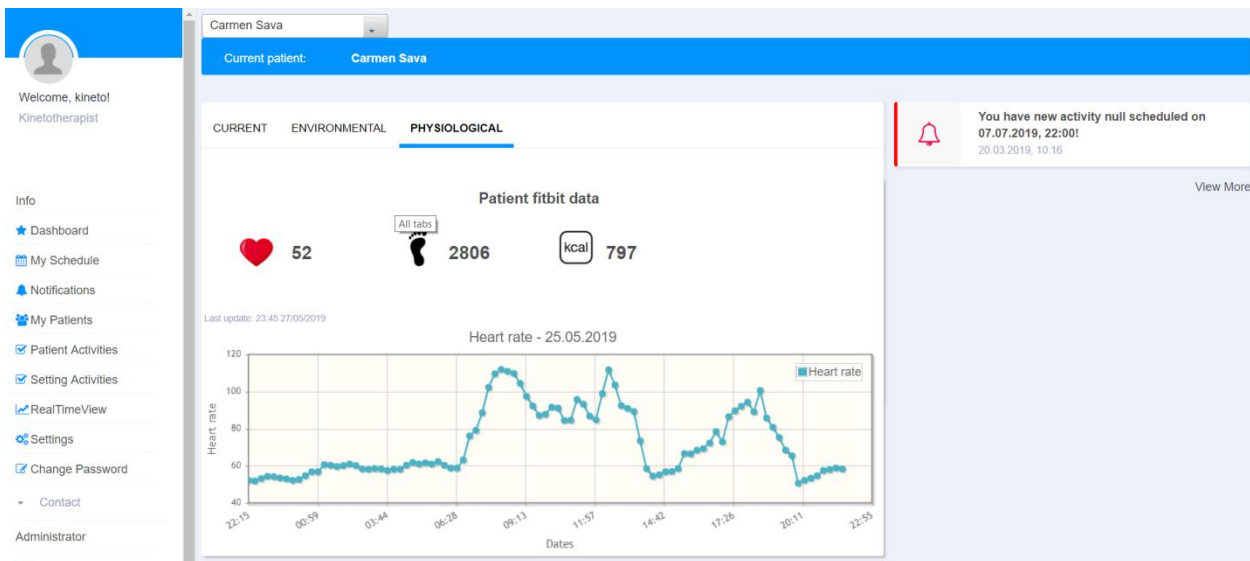 Carmen Sava
Current patient: Carmen Sava
Welcome, kineto!
Kinetotherapist
Info
Dashboard
My Schedule
Notifications
My Patients
Patient Activities
Setting Activities
RealTimeView
Settings
Change Password
Contact
Administrator
CURRENT ENVIRONMENTAL PHYSIOLOGICAL
Patient fitbit data
All tabs
52 2806 kcal 797
Last update: 23:45 27/05/2019
Heart rate - 25.05.2019
Heart rate
120
100
80
60
40
Heart rate
22:15 00:59 03:44 06:28 09:13 11:57 14:42 17:26 20:11 22:55
Dates
You have new activity null scheduled on
07.07.2019, 22:00!
20.03.2019, 10:16
View More